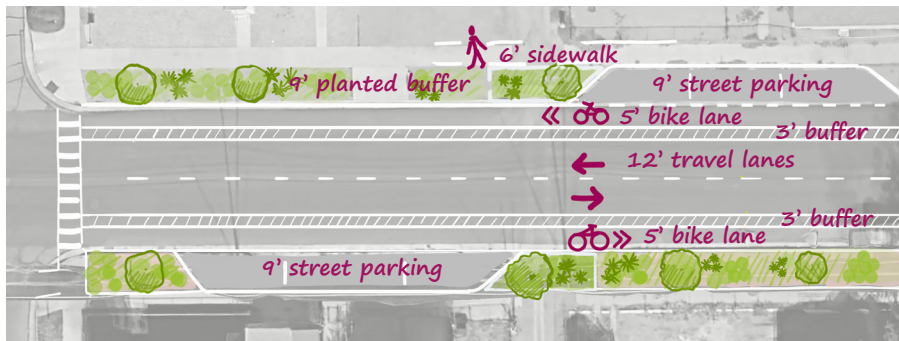 6' sidewalk
9' planted buffer
9' street parking
5' bike lane
3' buffer
12' travel lanes
3' buffer
5' bike lane
9' street parking